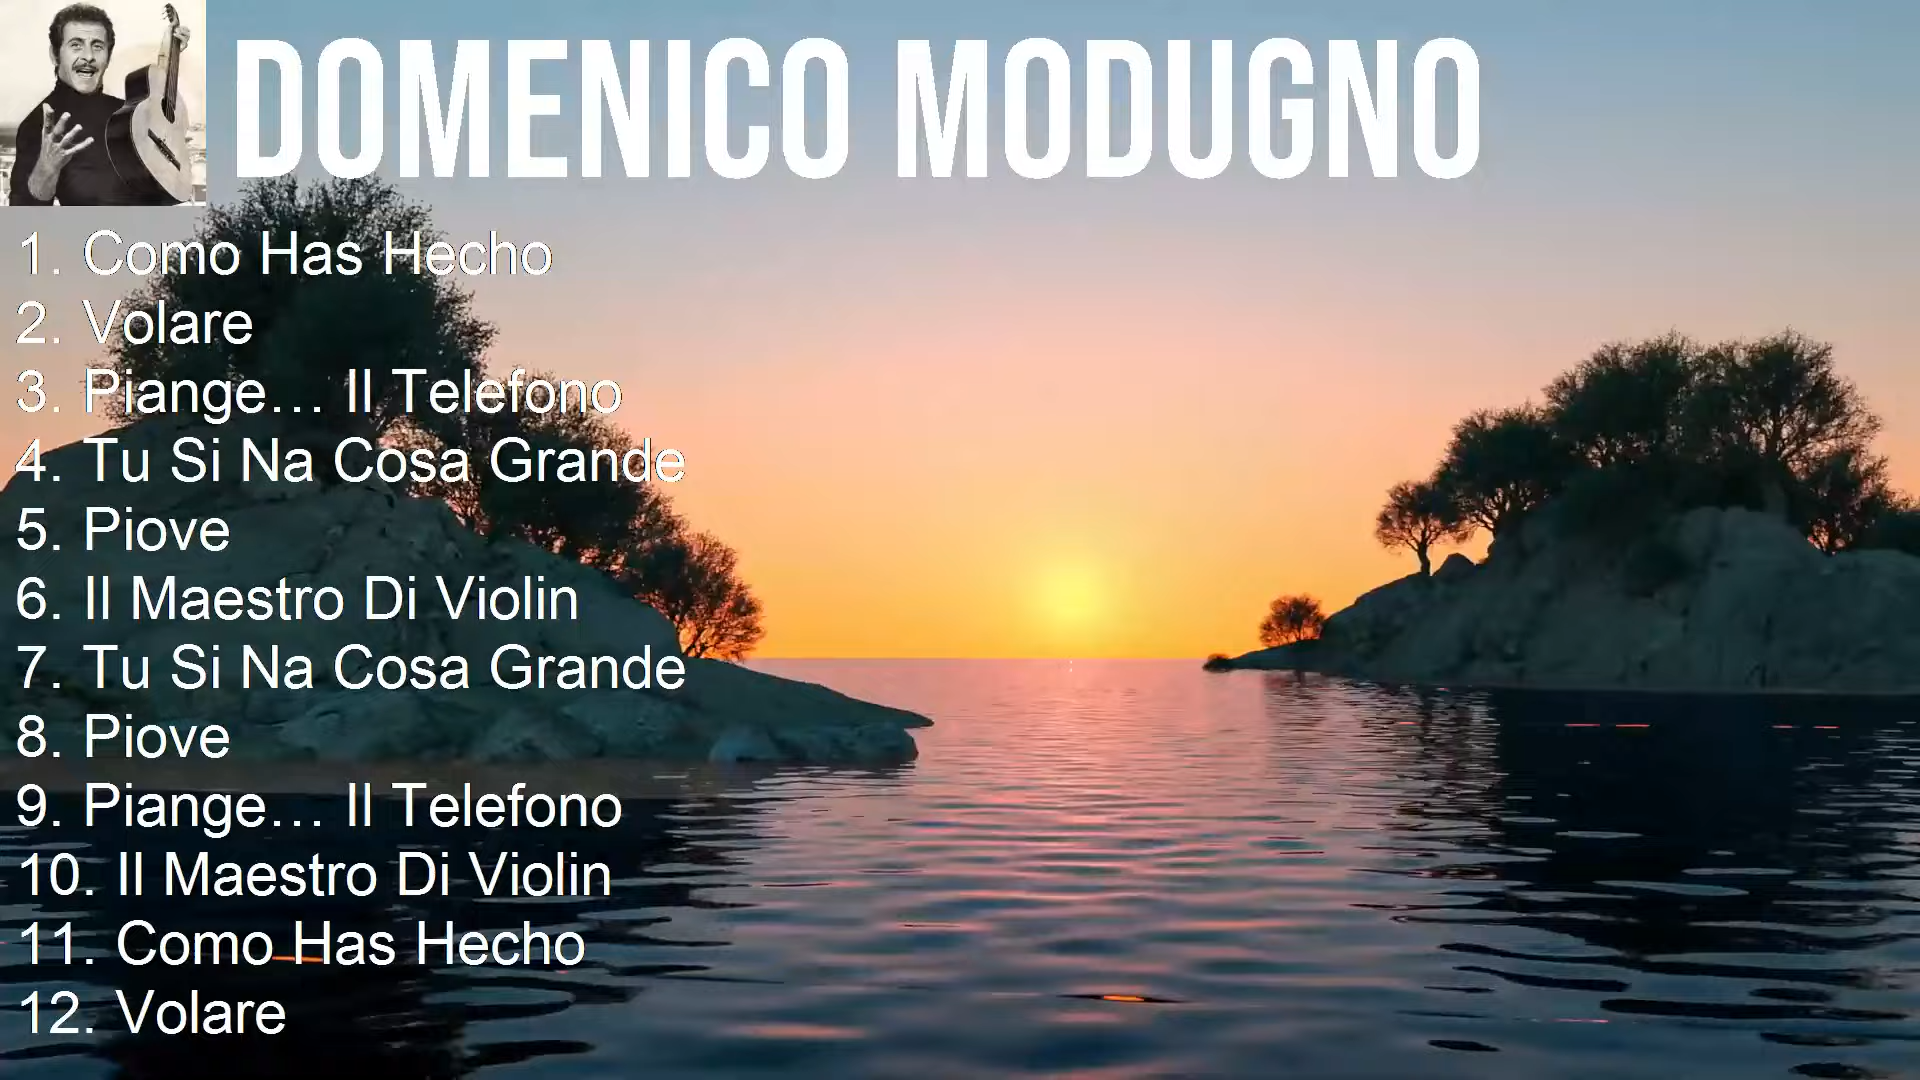 DOMENICO MODUGNO
1. Como Has Hecho
2. Volare
3. Piange… Il Telefono
4. Tu Si Na Cosa Grande
5. Piove
6. Il Maestro Di Violin
7. Tu Si Na Cosa Grande
8. Piove
9. Piange… Il Telefono
10. Il Maestro Di Violin
11. Como Has Hecho
12. Volare